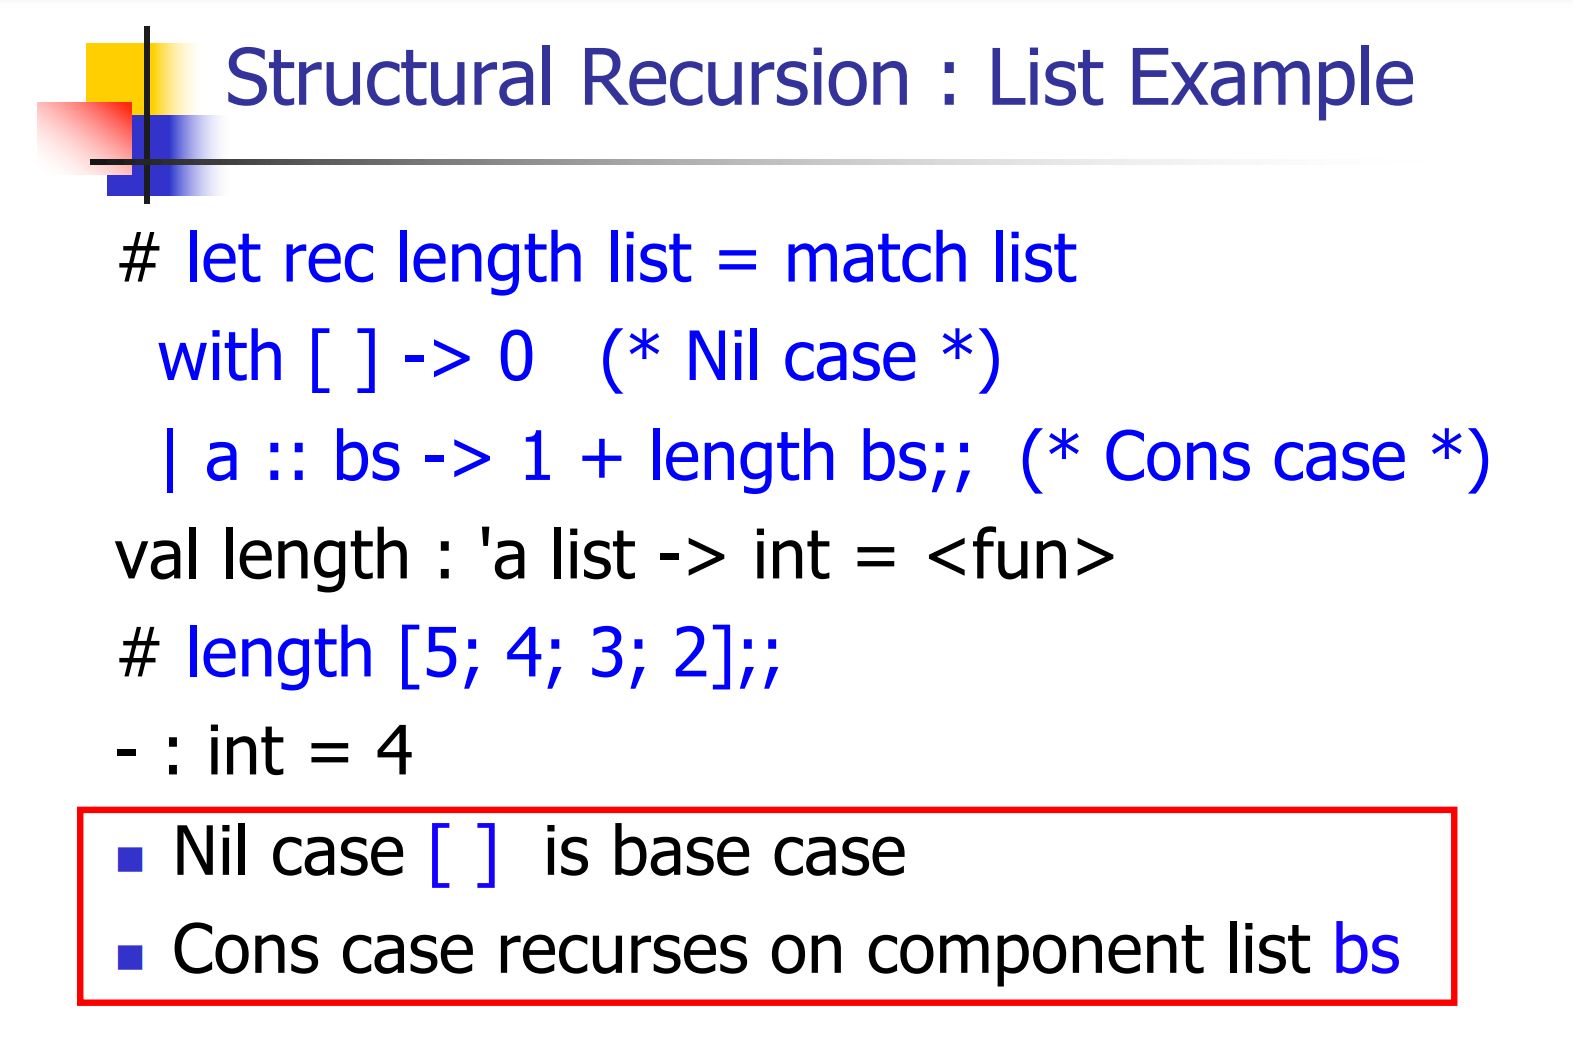 Structural Recursion : List Example
# let rec length list = match list
with [ ] -> 0 (* Nil case *)
| a :: bs -> 1 + length bs;; (* Cons case *)
val length : 'a list -> int = <fun>
# length [5; 4; 3; 2];;
- : int = 4
Nil case [ ] is base case
Cons case recurses on component list bs